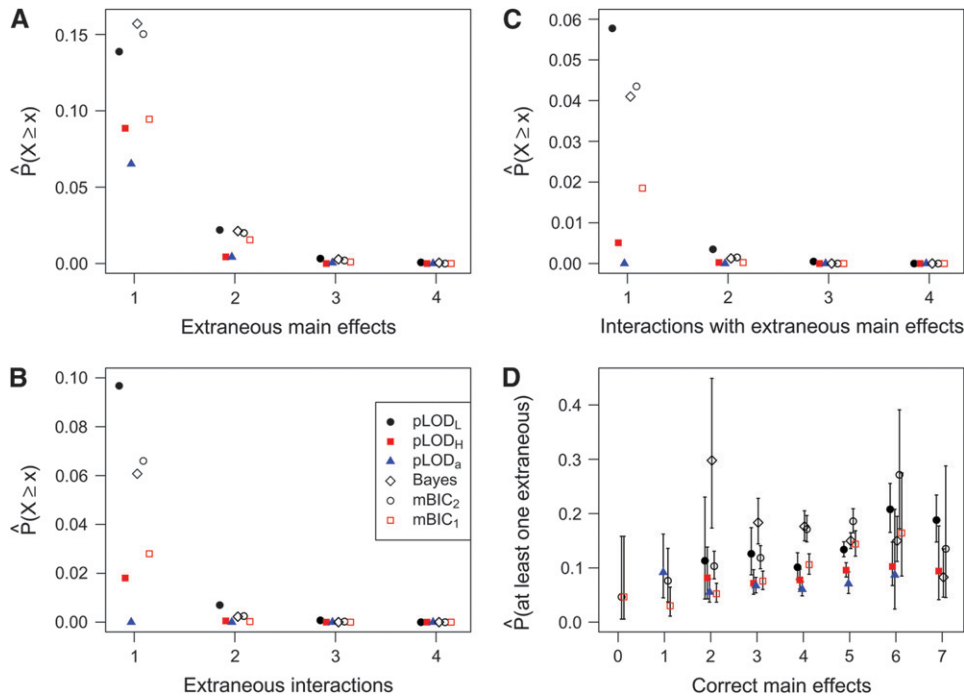 A
P̂(X ≥ x)
0.15
0.10
0.05
0.00
1 2 3 4
Extraneous main effects
C
P̂(X ≥ x)
0.06
0.05
0.04
0.03
0.02
0.01
0.00
1 2 3 4
Interactions with extraneous main effects
B
P̂(X ≥ x)
0.10
0.08
0.06
0.04
0.02
0.00
pLOD_L
pLOD_H
pLOD_a
Bayes
mBIC_2
mBIC_1
1 2 3 4
Extraneous interactions
D
P̂(at least one extraneous)
0.4
0.3
0.2
0.1
0.0
0 1 2 3 4 5 6 7
Correct main effects